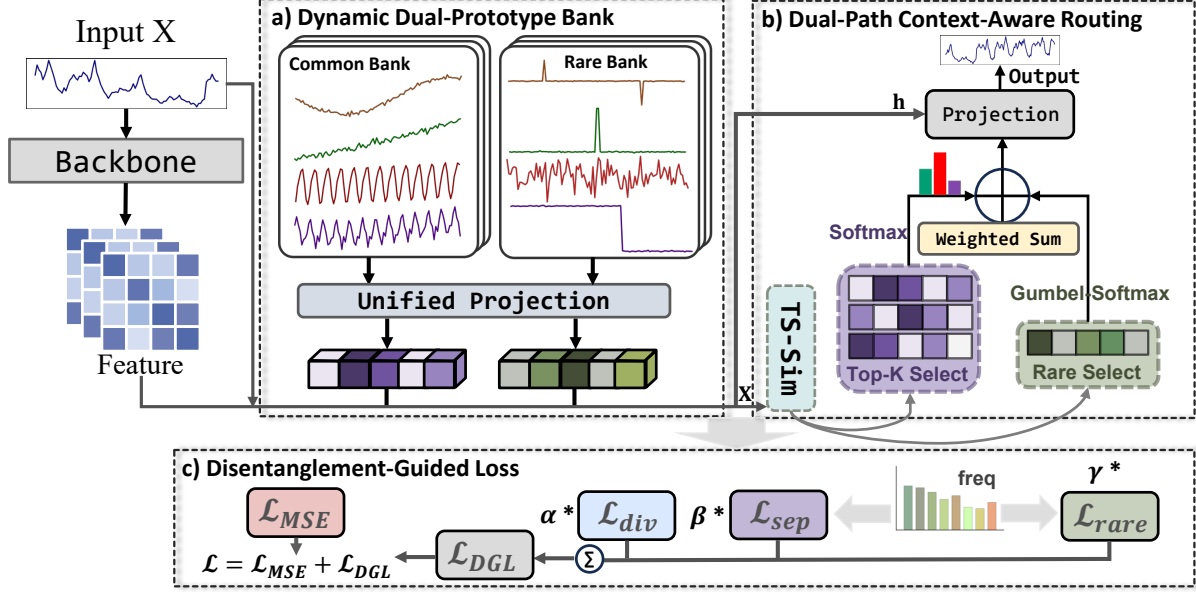 Input X
Backbone
Feature
a) Dynamic Dual-Prototype Bank
Common Bank
Rare Bank
Unified Projection
b) Dual-Path Context-Aware Routing
Output
h
Projection
Softmax
Weighted Sum
Gumbel-Softmax
X
TS-Sim
Top-K Select
Rare Select
c) Disentanglement-Guided Loss
ℒ_MSE
ℒ = ℒ_MSE + ℒ_DGL
ℒ_DGL
Σ
α * ℒ_div
β * ℒ_sep
freq
γ *
ℒ_rare